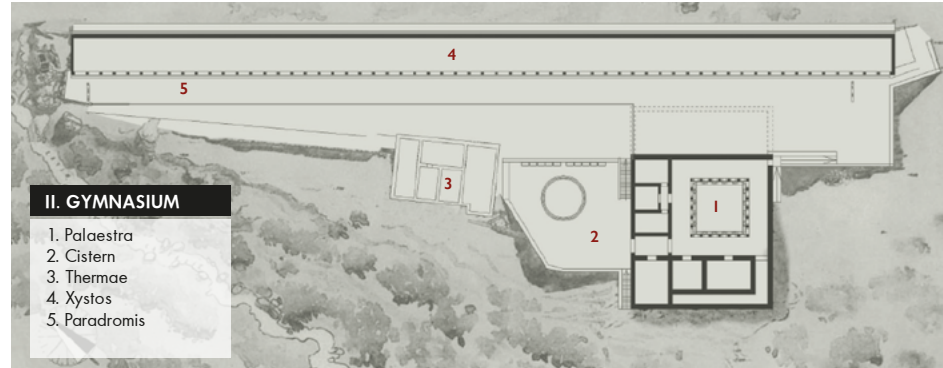 4
5
3
1
2
II. GYMNASIUM
1. Palaestra
2. Cistern
3. Thermae
4. Xystos
5. Paradromis